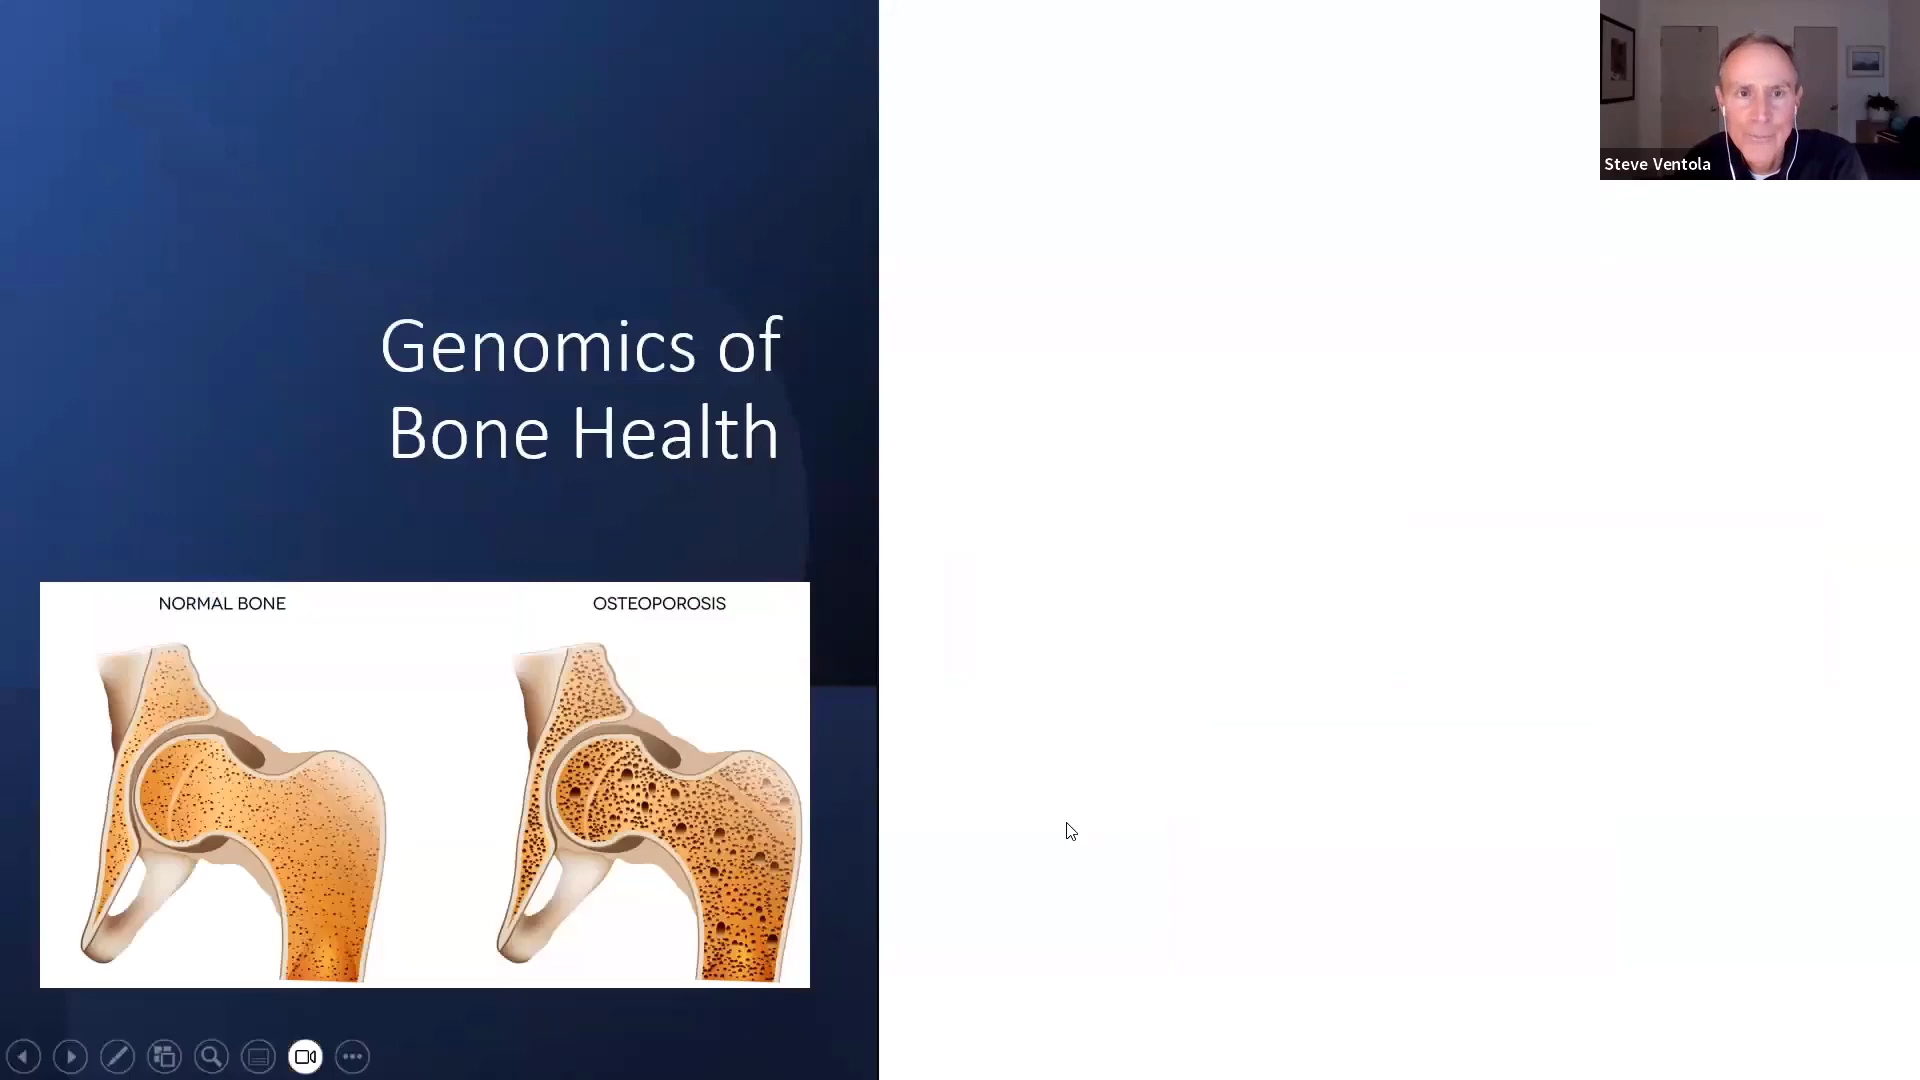 Genomics of
Bone Health
NORMAL BONE
OSTEOPOROSIS
Steve Ventola